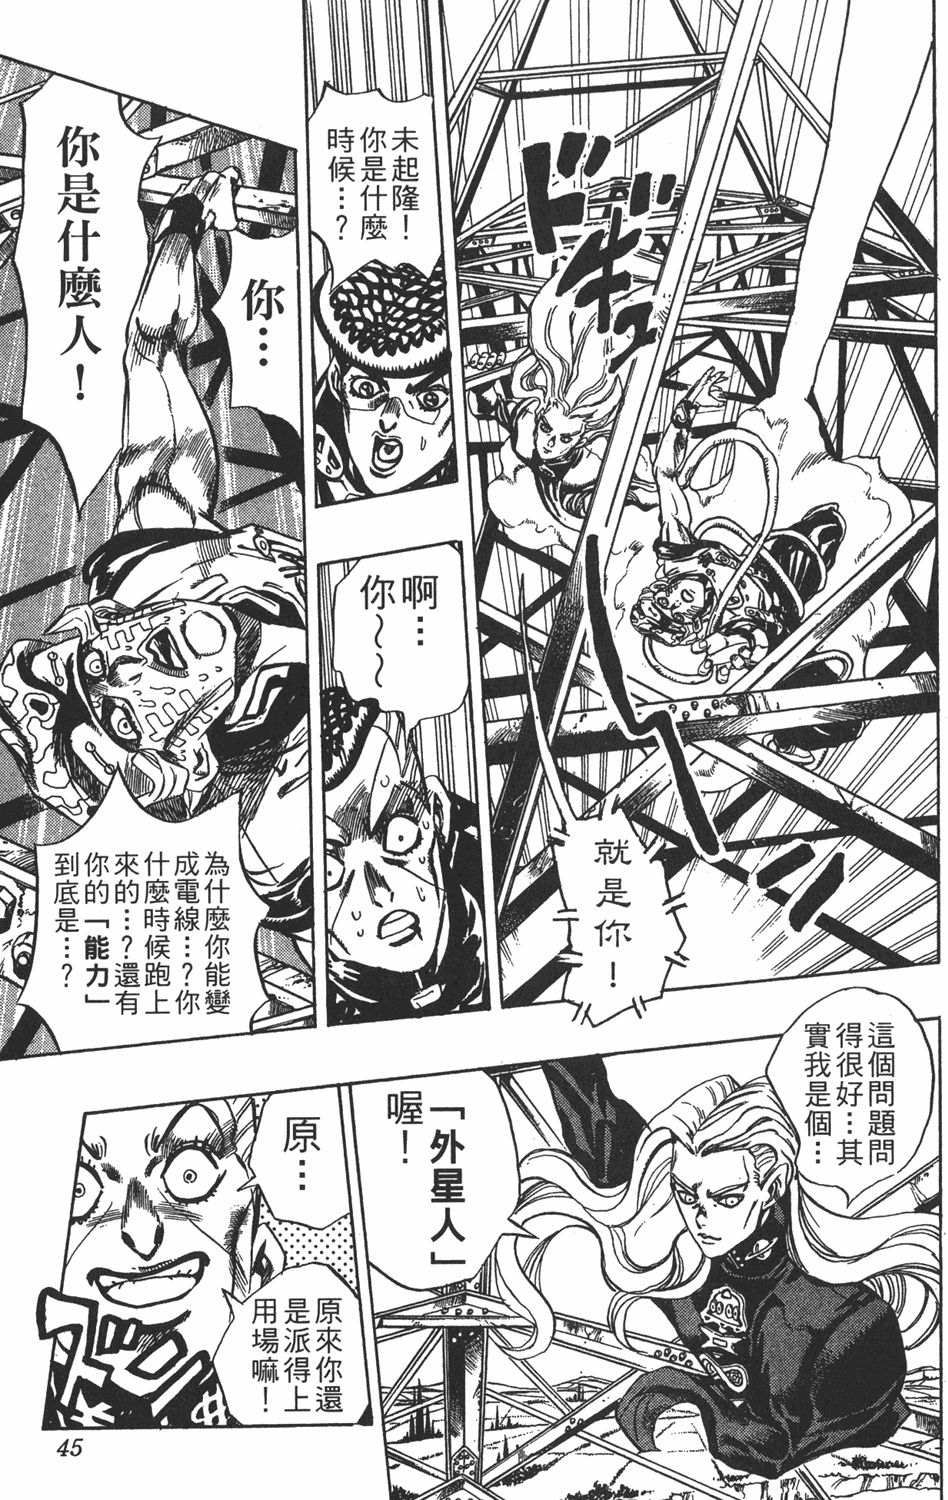 ドギュ
就是你！
未起隆！
你是什麼
時候…？
啊…
你～～
你…
你是什麼人！
為什麼你能變
成電線…？你
什麼時候跑上
來的…？還有
你的「能力」
到底是…？
這個問題問
得很好…其
實我是個…
「外星人」
喔！
原…
原來你還
是派得上
用場嘛！
ズギン
45